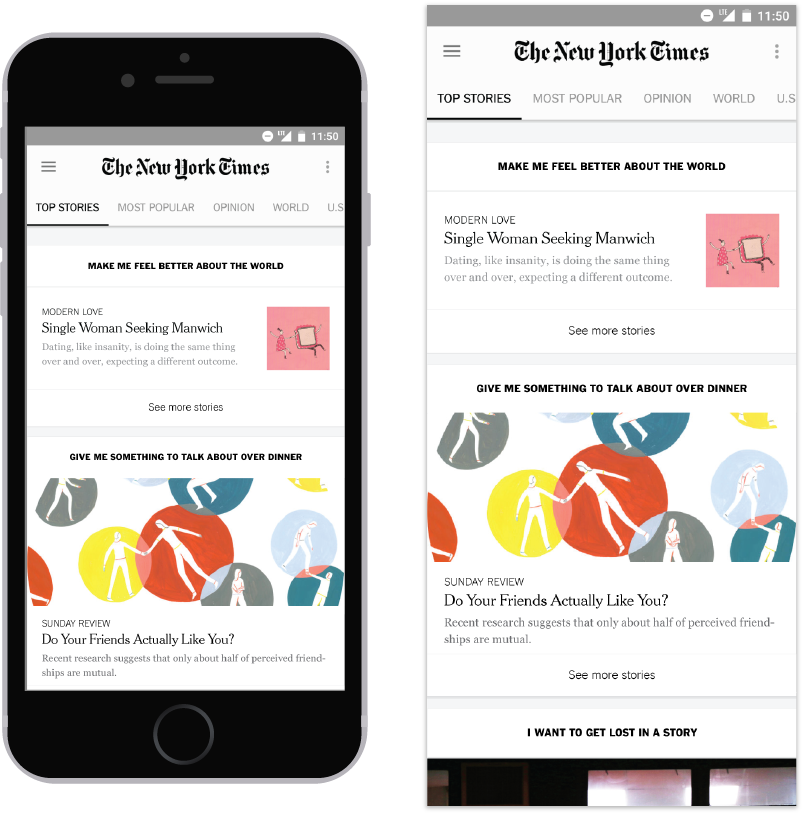 LTE 11:50
The New York Times
TOP STORIES MOST POPULAR OPINION WORLD U.S
MAKE ME FEEL BETTER ABOUT THE WORLD
MODERN LOVE
Single Woman Seeking Manwich
Dating, like insanity, is doing the same thing
over and over, expecting a different outcome.
See more stories
GIVE ME SOMETHING TO TALK ABOUT OVER DINNER
SUNDAY REVIEW
Do Your Friends Actually Like You?
Recent research suggests that only about half of perceived friend-
ships are mutual.
LTE 11:50
The New York Times
TOP STORIES MOST POPULAR OPINION WORLD U.S
MAKE ME FEEL BETTER ABOUT THE WORLD
MODERN LOVE
Single Woman Seeking Manwich
Dating, like insanity, is doing the same thing
over and over, expecting a different outcome.
See more stories
GIVE ME SOMETHING TO TALK ABOUT OVER DINNER
SUNDAY REVIEW
Do Your Friends Actually Like You?
Recent research suggests that only about half of perceived friend-
ships are mutual.
See more stories
I WANT TO GET LOST IN A STORY